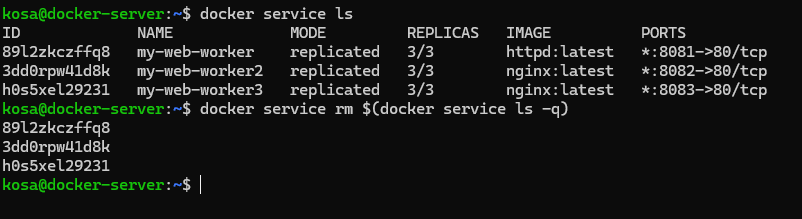 kosa@docker-server:~$ docker service ls
ID NAME MODE REPLICAS IMAGE PORTS
89l2zkczffq8 my-web-worker replicated 3/3 httpd:latest *:8081->80/tcp
3dd0rpw41d8k my-web-worker2 replicated 3/3 nginx:latest *:8082->80/tcp
h0s5xel29231 my-web-worker3 replicated 3/3 nginx:latest *:8083->80/tcp
kosa@docker-server:~$ docker service rm $(docker service ls -q)
89l2zkczffq8
3dd0rpw41d8k
h0s5xel29231
kosa@docker-server:~$